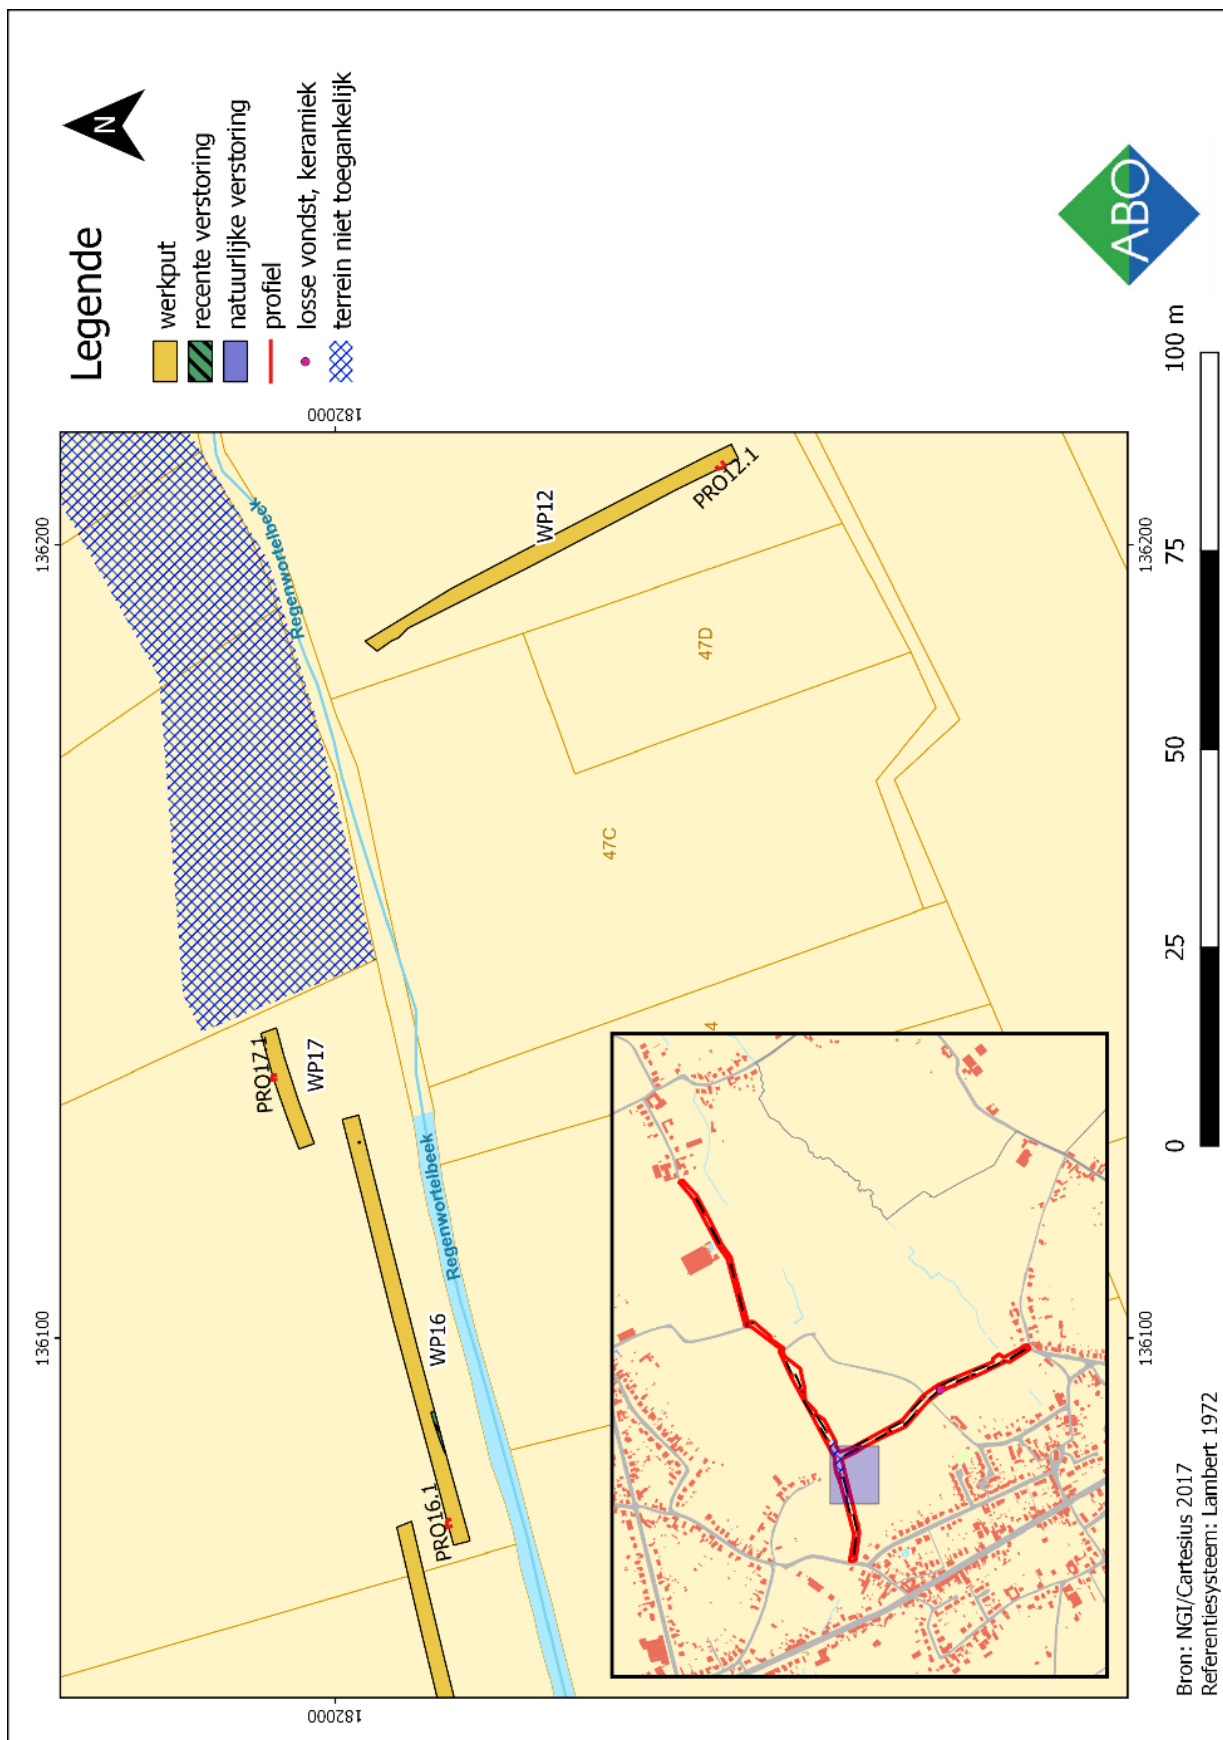 Legende
N
werkput
recente verstoring
natuurlijke verstoring
profiel
losse vondst, keramiek
terrein niet toegankelijk
ABO
136100
136200
182000
182000
136100
136200
Regenwortelbeek
Regenwortelbeek
PRO17.1
WP17
WP16
PRO16.1
WP12
PRO12.1
47C
47D
4
0
25
50
75
100 m
Bron: NGI/Cartesius 2017
Referentiesysteem: Lambert 1972